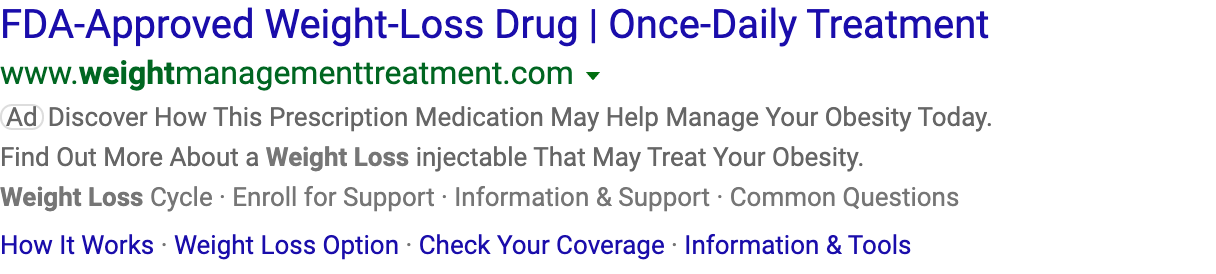 FDA-Approved Weight-Loss Drug | Once-Daily Treatment
www.weightmanagementtreatment.com
Ad Discover How This Prescription Medication May Help Manage Your Obesity Today.
Find Out More About a Weight Loss injectable That May Treat Your Obesity.
Weight Loss Cycle · Enroll for Support · Information & Support · Common Questions
How It Works · Weight Loss Option · Check Your Coverage · Information & Tools